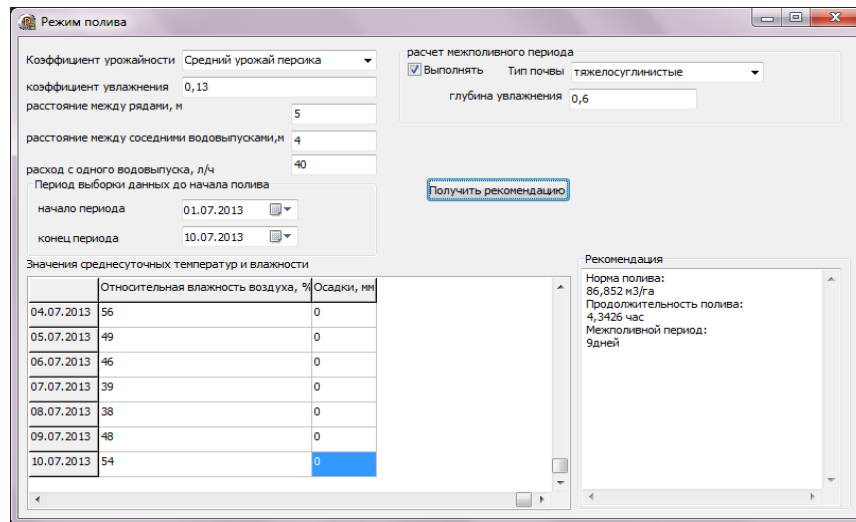 Режим полива
Коэффициент урожайности Средний урожай персика
коэффициент увлажнения 0,13
расстояние между рядами, м 5
расстояние между соседними водовыпусками,м 4
расход с одного водовыпуска, л/ч 40
расчет межполивного периода
Выполнять Тип почвы тяжелосуглинистые
глубина увлажнения 0,6
Период выборки данных до начала полива
начало периода 01.07.2013
конец периода 10.07.2013
Получить рекомендацию
Значения среднесуточных температур и влажности
Относительная влажность воздуха, % Осадки, мм
04.07.2013 56 0
05.07.2013 49 0
06.07.2013 46 0
07.07.2013 39 0
08.07.2013 38 0
09.07.2013 48 0
10.07.2013 54 0
Рекомендация
Норма полива:
86,852 м3/га
Продолжительность полива:
4,3426 час
Межполивной период:
9дней